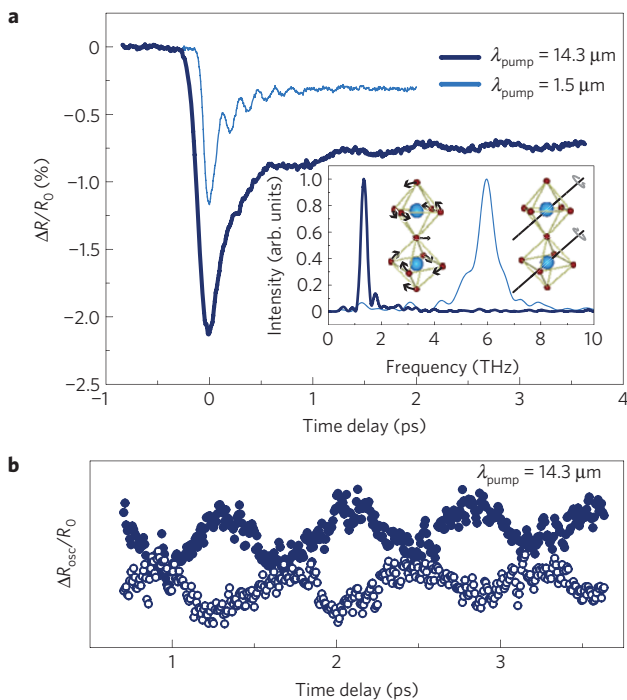 a
0
−0.5
−1.0
−1.5
−2.0
−2.5
ΔR/R₀ (%)
λpump = 14.3 µm
λpump = 1.5 µm
1.0
0.8
0.6
0.4
0.2
0
Intensity (arb. units)
0 2 4 6 8 10
Frequency (THz)
−1 0 1 2 3 4
Time delay (ps)
b
λpump = 14.3 µm
ΔRosc/R₀
1 2 3
Time delay (ps)